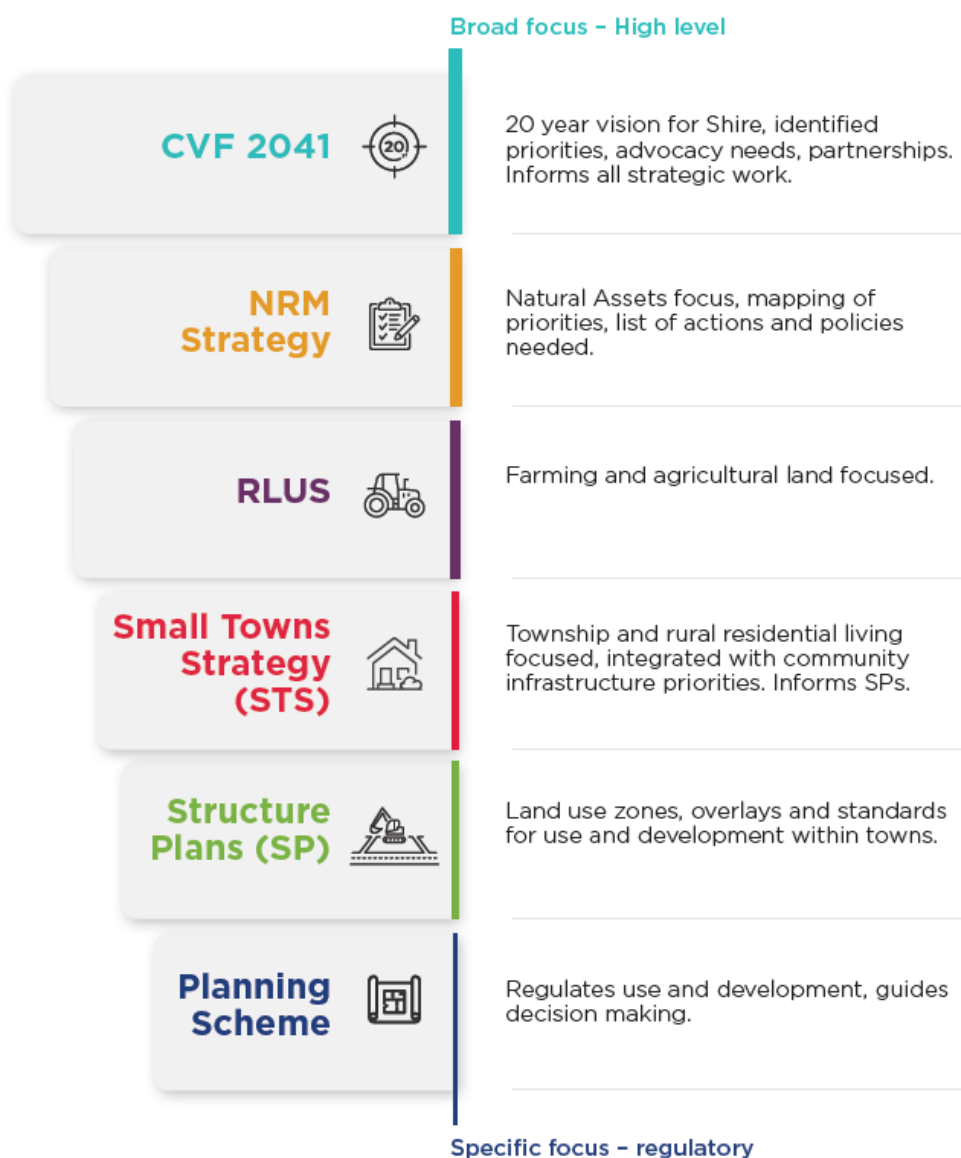 Broad focus – High level
CVF 2041
20
20 year vision for Shire, identified
priorities, advocacy needs, partnerships.
Informs all strategic work.
NRM
Strategy
Natural Assets focus, mapping of
priorities, list of actions and policies
needed.
RLUS
Farming and agricultural land focused.
Small Towns
Strategy
(STS)
Township and rural residential living
focused, integrated with community
infrastructure priorities. Informs SPs.
Structure
Plans (SP)
Land use zones, overlays and standards
for use and development within towns.
Planning
Scheme
Regulates use and development, guides
decision making.
Specific focus – regulatory